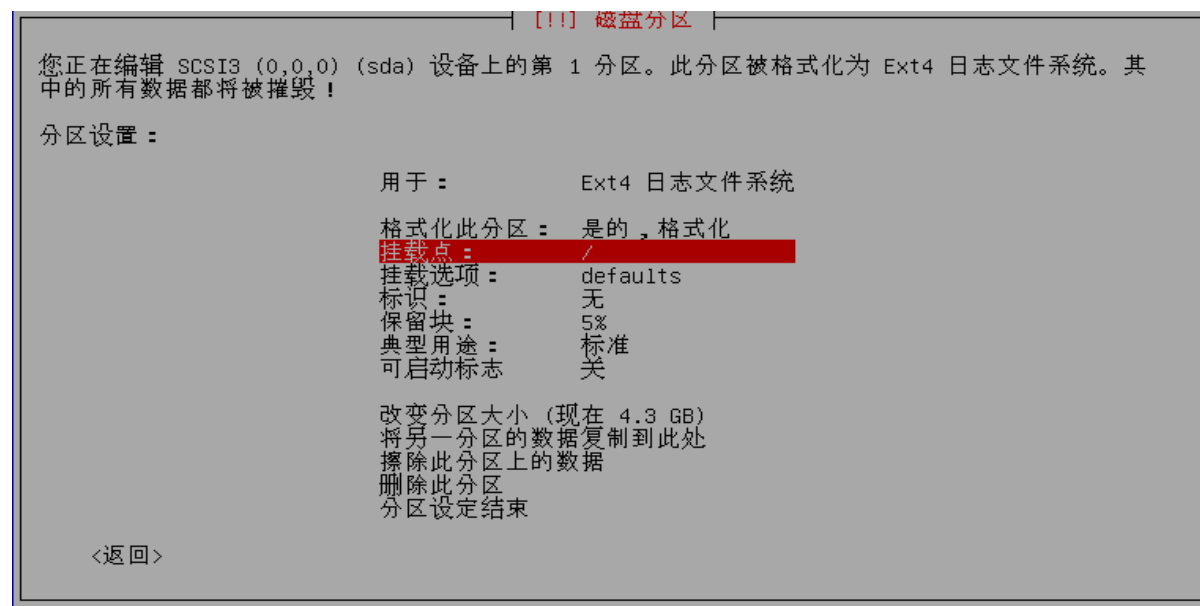 [!!] 磁盘分区
您正在编辑 SCSI3 (0,0,0) (sda) 设备上的第 1 分区。此分区被格式化为 Ext4 日志文件系统。其
中的所有数据都将被摧毁！
分区设置：
用于： Ext4 日志文件系统
格式化此分区： 是的，格式化
挂载点： /
挂载选项： defaults
标识： 无
保留块： 5%
典型用途： 标准
可启动标志 关
改变分区大小 (现在 4.3 GB)
将另一分区的数据复制到此处
擦除此分区上的数据
删除此分区
分区设定结束
<返回>